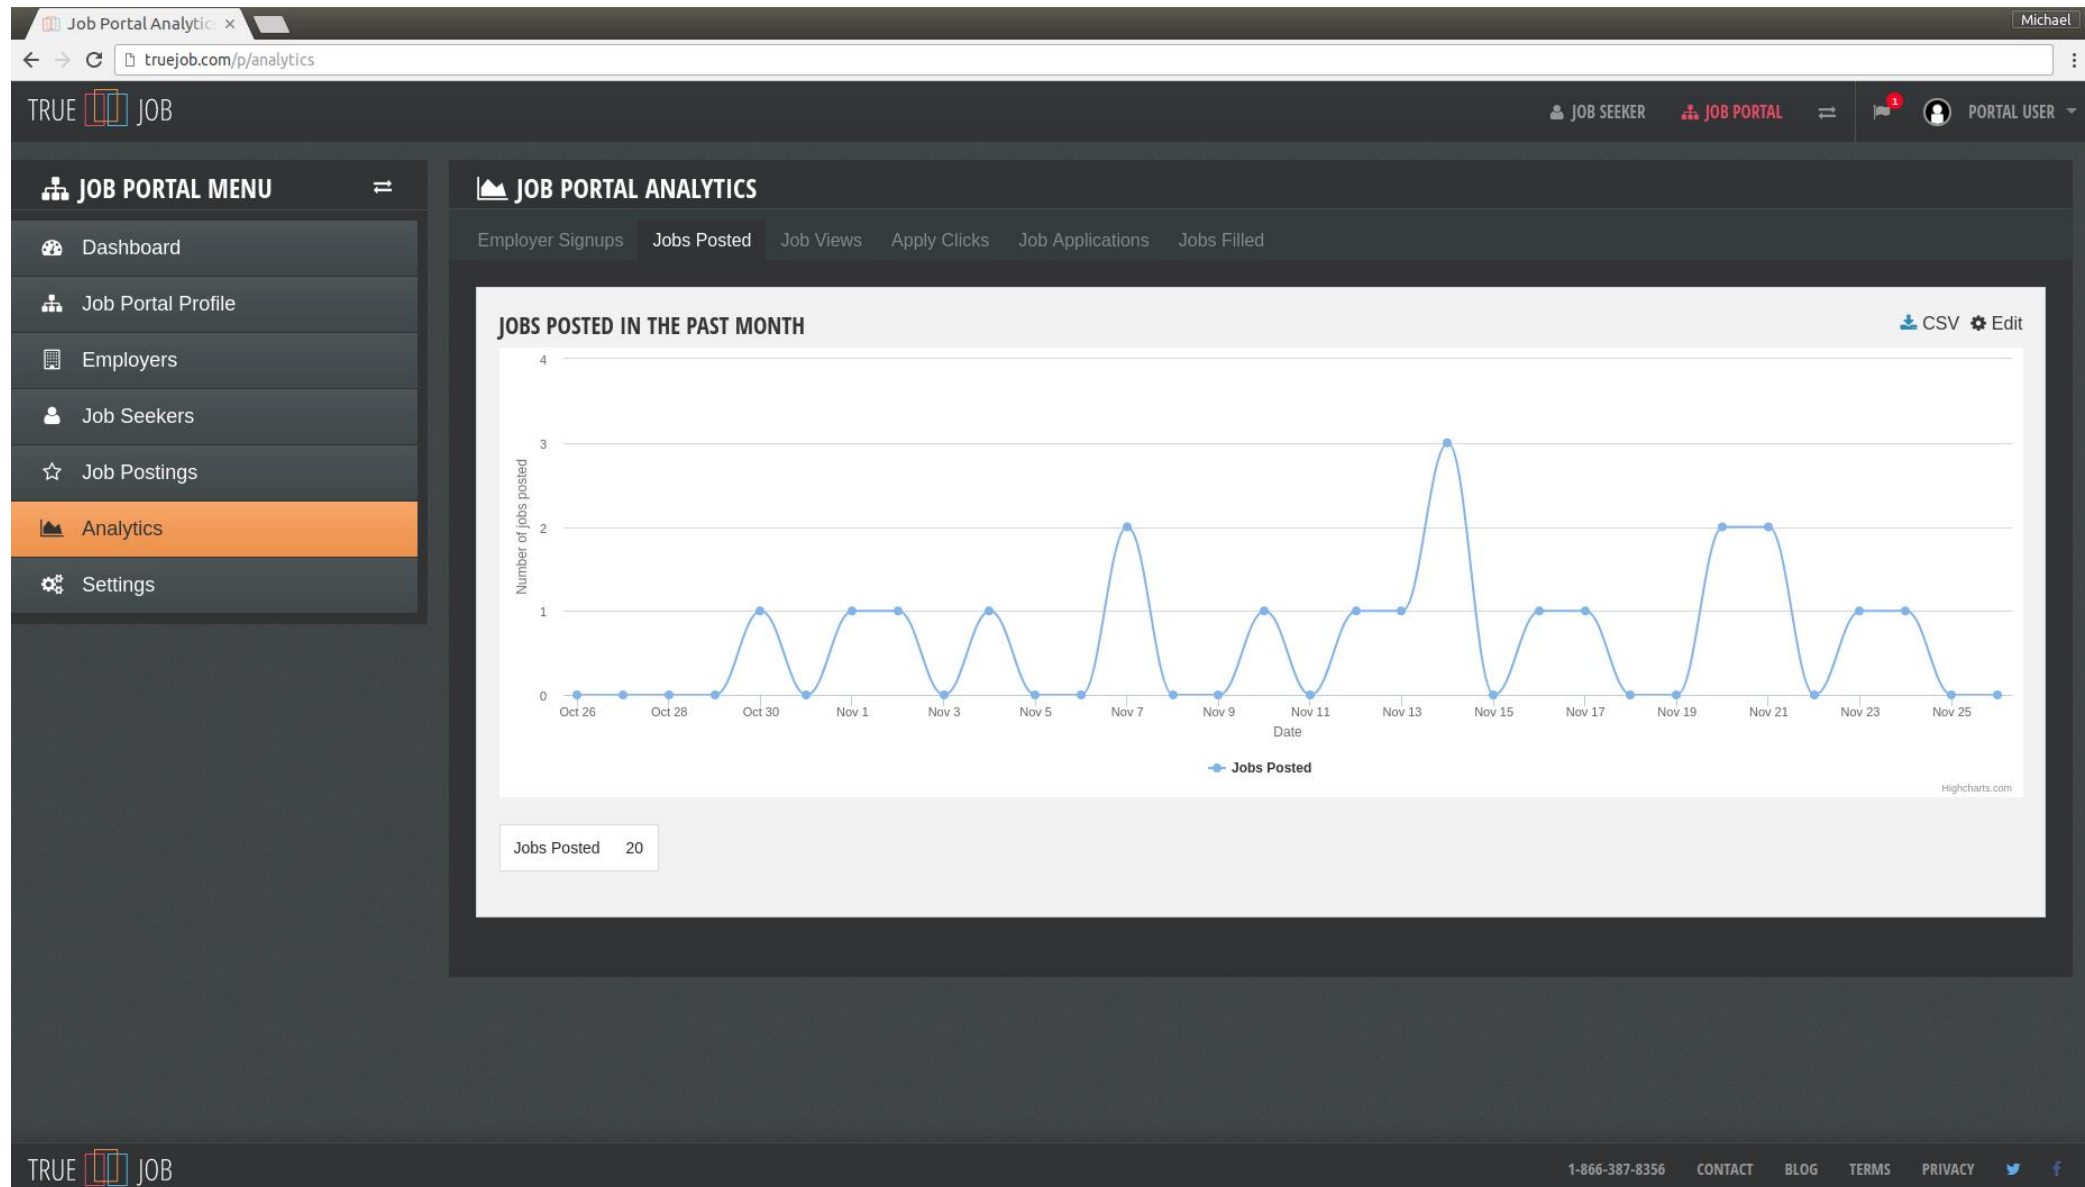 Job Portal Analytic
Michael
truejob.com/p/analytics
TRUE JOB
JOB SEEKER
JOB PORTAL
1
PORTAL USER
JOB PORTAL MENU
Dashboard
Job Portal Profile
Employers
Job Seekers
Job Postings
Analytics
Settings
JOB PORTAL ANALYTICS
Employer Signups Jobs Posted Job Views Apply Clicks Job Applications Jobs Filled
JOBS POSTED IN THE PAST MONTH
CSV Edit
Number of jobs posted
4
3
2
1
0
Oct 26 Oct 28 Oct 30 Nov 1 Nov 3 Nov 5 Nov 7 Nov 9 Nov 11 Nov 13 Nov 15 Nov 17 Nov 19 Nov 21 Nov 23 Nov 25
Date
Jobs Posted
Highcharts.com
Jobs Posted 20
TRUE JOB
1-866-387-8356 CONTACT BLOG TERMS PRIVACY